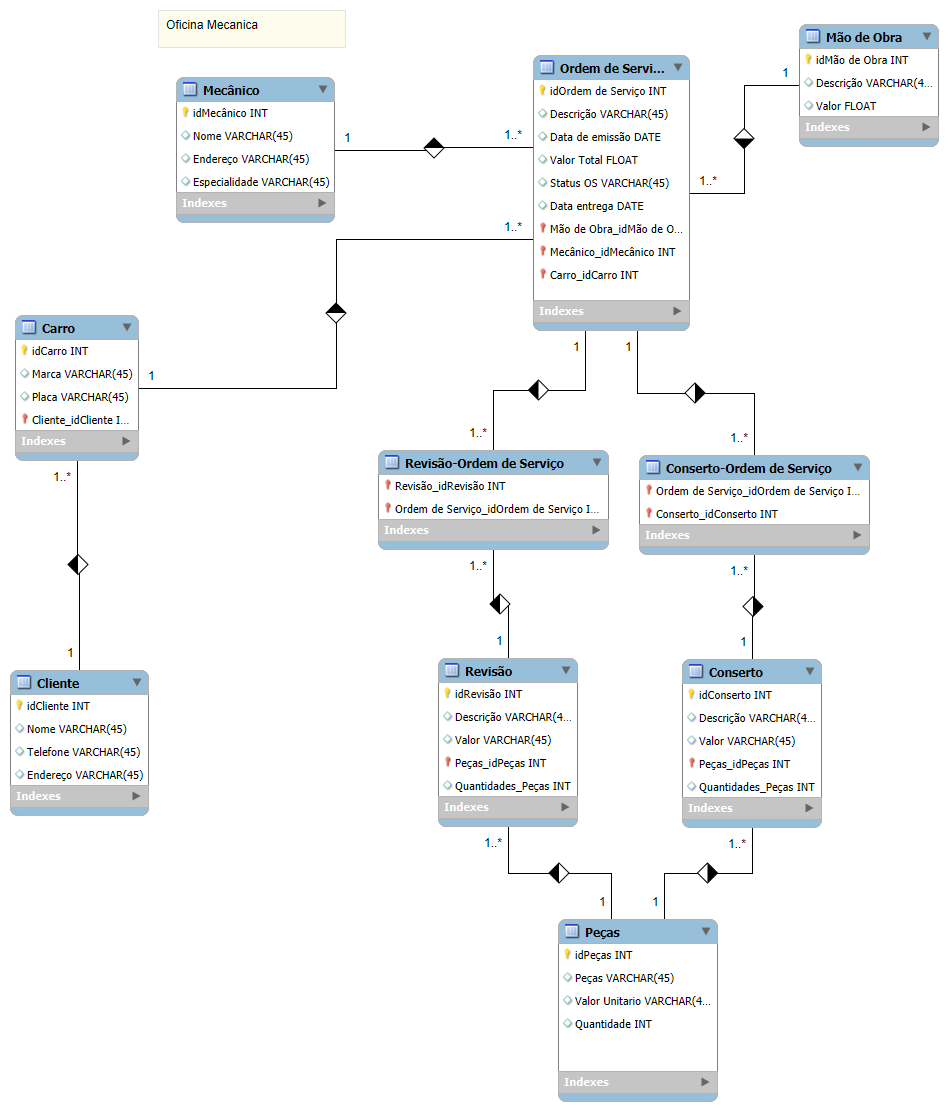 Oficina Mecanica
Mecânico
idMecânico INT
Nome VARCHAR(45)
Endereço VARCHAR(45)
Especialidade VARCHAR(45)
Indexes
1
1..*
Ordem de Servi...
idOrdem de Serviço INT
Descrição VARCHAR(45)
Data de emissão DATE
Valor Total FLOAT
Status OS VARCHAR(45)
Data entrega DATE
Mão de Obra_idMão de O...
Mecânico_idMecânico INT
Carro_idCarro INT
Indexes
Mão de Obra
idMão de Obra INT
Descrição VARCHAR(4...
Valor FLOAT
Indexes
1
1..*
1..*
1
Carro
idCarro INT
Marca VARCHAR(45)
Placa VARCHAR(45)
Cliente_idCliente I...
Indexes
1..*
1
Cliente
idCliente INT
Nome VARCHAR(45)
Telefone VARCHAR(45)
Endereço VARCHAR(45)
Indexes
1
1
1..*
1..*
Revisão-Ordem de Serviço
Revisão_idRevisão INT
Ordem de Serviço_idOrdem de Serviço I...
Indexes
Conserto-Ordem de Serviço
Ordem de Serviço_idOrdem de Serviço I...
Conserto_idConserto INT
Indexes
1..*
1
1..*
1
Revisão
idRevisão INT
Descrição VARCHAR(4...
Valor VARCHAR(45)
Peças_idPeças INT
Quantidades_Peças INT
Indexes
Conserto
idConserto INT
Descrição VARCHAR(4...
Valor VARCHAR(45)
Peças_idPeças INT
Quantidades_Peças INT
Indexes
1..*
1..*
1
1
Peças
idPeças INT
Peças VARCHAR(45)
Valor Unitario VARCHAR(4...
Quantidade INT
Indexes